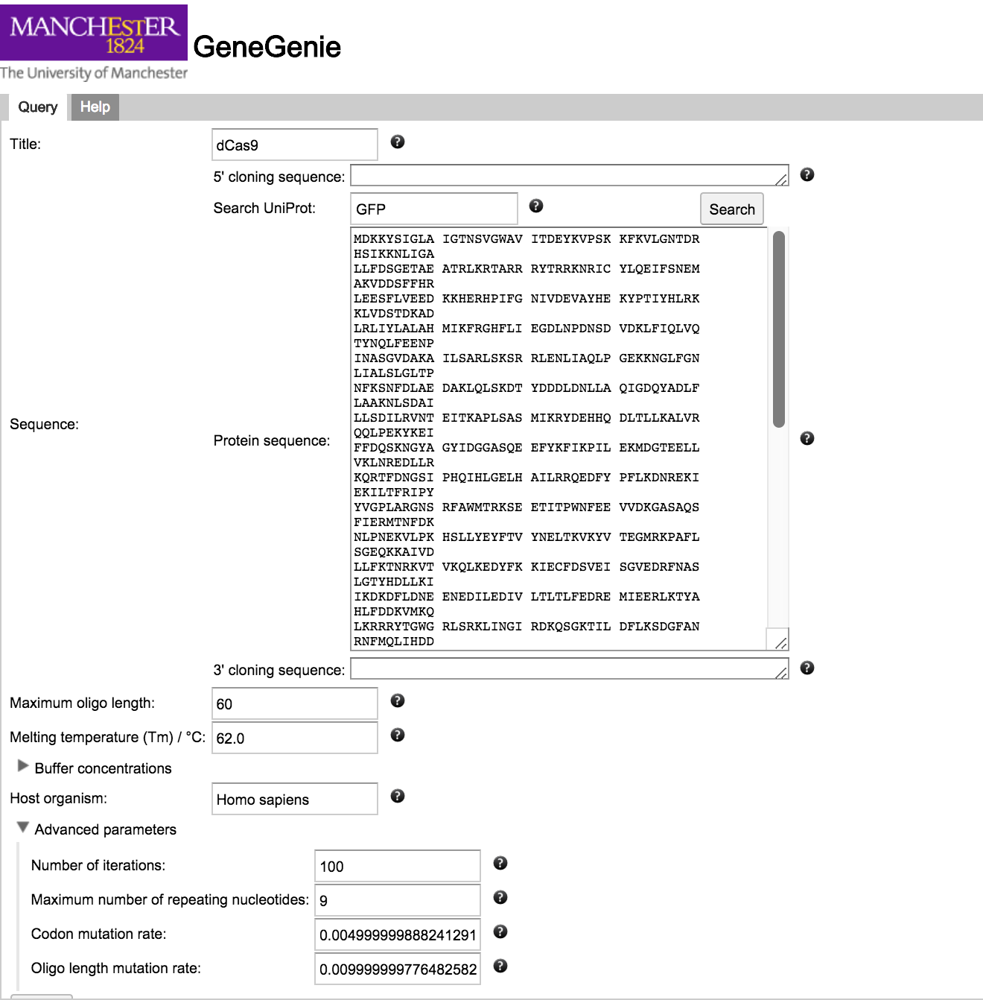 MANCHESTER
1824
The University of Manchester
GeneGenie
Query Help
Title: dCas9 ?
5' cloning sequence: ?
Search UniProt: GFP ? Search
MDKKYSIGLA IGTNSVGWAV ITDEYKVPSK KFKVLGNTDR
HSIKKNLIGA
LLFDSGETAE ATRLKRTARR RYTRRKNRIC YLQEIFSNEM
AKVDDSFFHR
LEESFLVEED KKHERHPIFG NIVDEVAYHE KYPTIYHLRK
KLVDSTDKAD
LRLIYLALAH MIKFRGHFLI EGDLNPDNSD VDKLFIQLVQ
TYNQLFEENP
INASGVDAKA ILSARLSKSR RLENLIAQLP GEKKNGLFGN
LIALSLGLTP
NFKSNFDLAE DAKLQLSKDT YDDDLDNLLA QIGDQYADLF
LAAKNLSDAI
LLSDILRVNT EITKAPLSAS MIKRYDEHHQ DLTLLKALVR
QQLPEKYKEI
FFDQSKNGYA GYIDGGASQE EFYKFIKPIL EKMDGTEELL
VKLNREDLLR
KQRTFDNGSI PHQIHLGELH AILRRQEDFY PFLKDNREKI
EKILTFRIPY
YVGPLARGNS RFAWMTRKSE ETITPWNFEE VVDKGASAQS
FIERMTNFDK
NLPNEKVLPK HSLLYEYFTV YNELTKVKYV TEGMRKPAFL
SGEQKKAIVD
LLFKTNRKVT VKQLKEDYFK KIECFDSVEI SGVEDRFNAS
LGTYHDLLKI
IKDKDFLDNE ENEDILEDIV LTLTLFEDRE MIEERLKTYA
HLFDDKVMKQ
LKRRRYTGWG RLSRKLINGI RDKQSGKTIL DFLKSDGFAN
RNFMQLIHDD
Sequence:
Protein sequence: ?
3' cloning sequence: ?
Maximum oligo length: 60 ?
Melting temperature (Tm) / °C: 62.0 ?
Buffer concentrations
Host organism: Homo sapiens ?
Advanced parameters
Number of iterations: 100 ?
Maximum number of repeating nucleotides: 9 ?
Codon mutation rate: 0.004999999888241291 ?
Oligo length mutation rate: 0.009999999776482582 ?